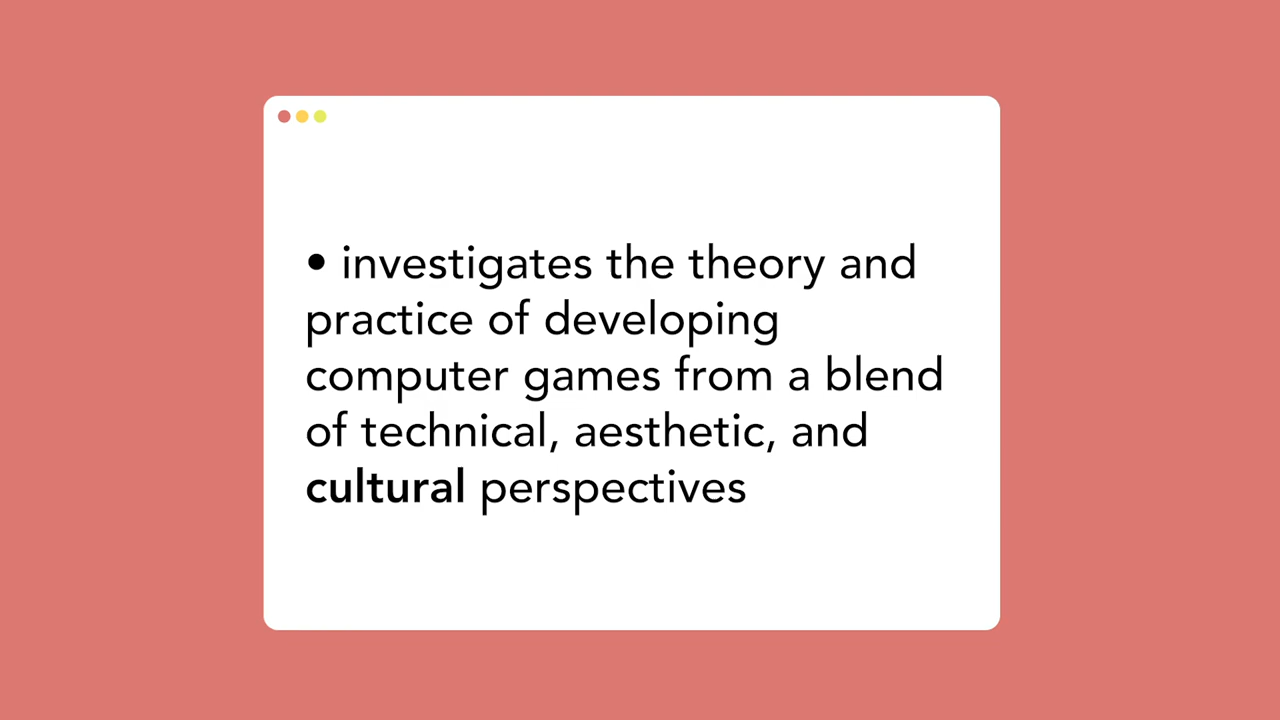 • investigates the theory and
practice of developing
computer games from a blend
of technical, aesthetic, and
cultural perspectives